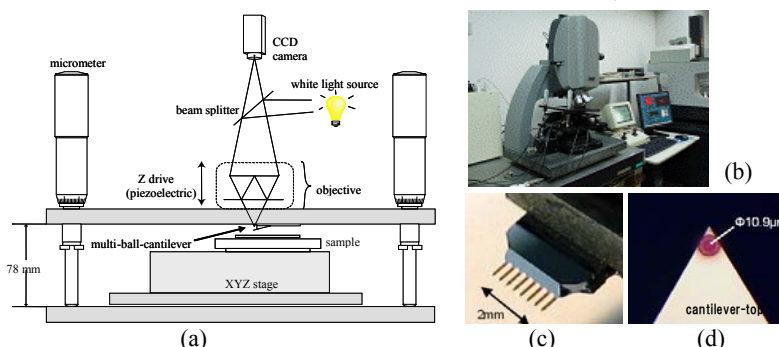 CCD
camera
micrometer
white light source
beam splitter
Z drive
(piezoelectric)
objective
multi-ball-cantilever
sample
78 mm
XYZ stage
(a)
(b)
2mm
(c)
Φ10.9μm
cantilever-top
(d)